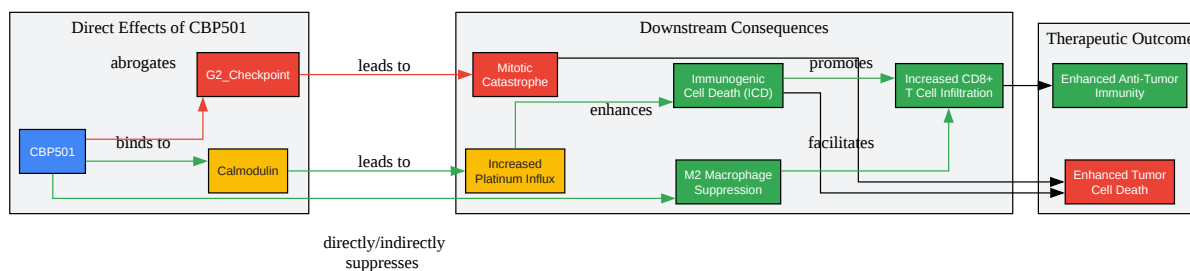 Direct Effects of CBP501
Downstream Consequences
Therapeutic Outcome
abrogates
G2_Checkpoint
leads to
Mitotic
Catastrophe
Immunogenic
Cell Death (ICD)
promotes
Increased CD8+
T Cell Infiltration
Enhanced Anti-Tumor
Immunity
enhances
CBP501
binds to
Calmodulin
leads to
Increased
Platinum Influx
M2 Macrophage
Suppression
facilitates
Enhanced Tumor
Cell Death
directly/indirectly
suppresses